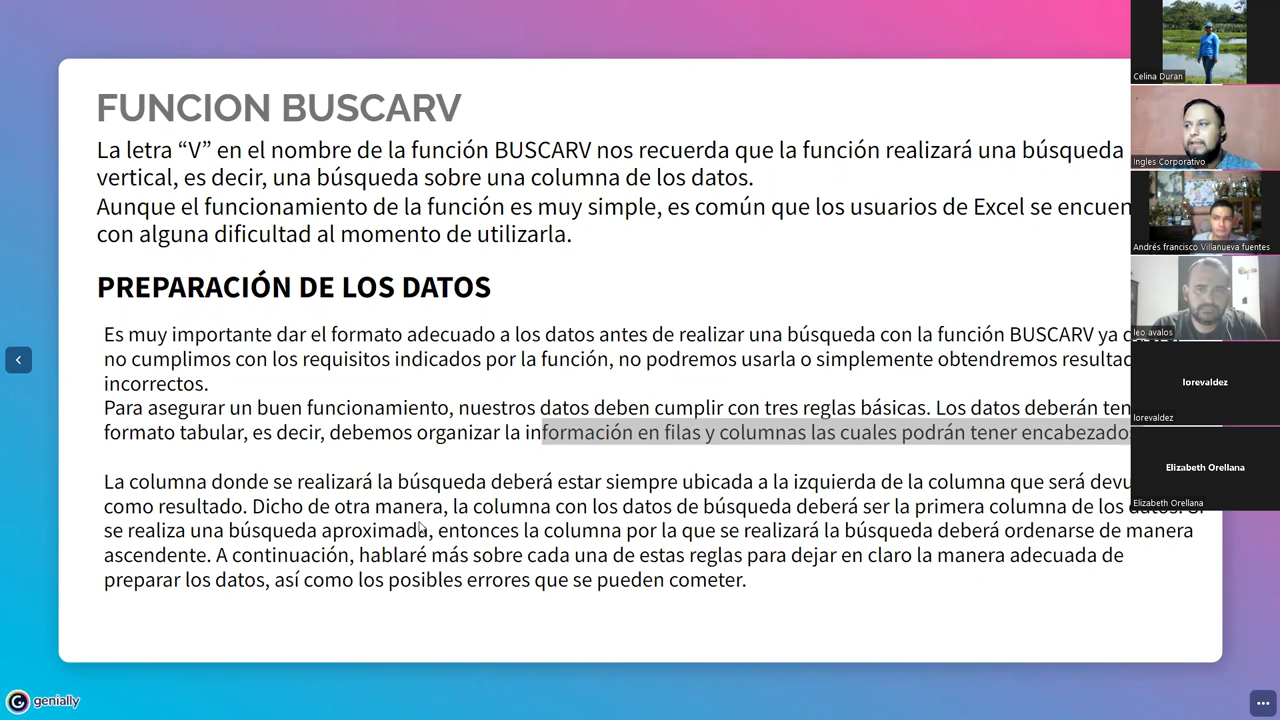 FUNCION BUSCARV
La letra “V” en el nombre de la función BUSCARV nos recuerda que la función realizará una búsqueda
vertical, es decir, una búsqueda sobre una columna de los datos.
Aunque el funcionamiento de la función es muy simple, es común que los usuarios de Excel se
con alguna dificultad al momento de utilizarla.
PREPARACIÓN DE LOS DATOS
Es muy importante dar el formato adecuado a los datos antes de realizar una búsqueda con la función BUSCARV ya
no cumplimos con los requisitos indicados por la función, no podremos usarla o simplemente obtendremos
incorrectos.
Para asegurar un buen funcionamiento, nuestros datos deben cumplir con tres reglas básicas. Los datos deberán
formato tabular, es decir, debemos organizar la información en filas y columnas las cuales podrán tener
La columna donde se realizará la búsqueda deberá estar siempre ubicada a la izquierda de la columna que será
como resultado. Dicho de otra manera, la columna con los datos de búsqueda deberá ser la primera columna de los datos. Si
se realiza una búsqueda aproximada, entonces la columna por la que se realizará la búsqueda deberá ordenarse de manera
ascendente. A continuación, hablaré más sobre cada una de estas reglas para dejar en claro la manera adecuada de
preparar los datos, así como los posibles errores que se pueden cometer.
genially
Celina Duran
Ingles Corporativo
Andrés francisco Villanueva fuentes
leo avalos
lorevaldez
lorevaldez
Elizabeth Orellana
Elizabeth Orellana